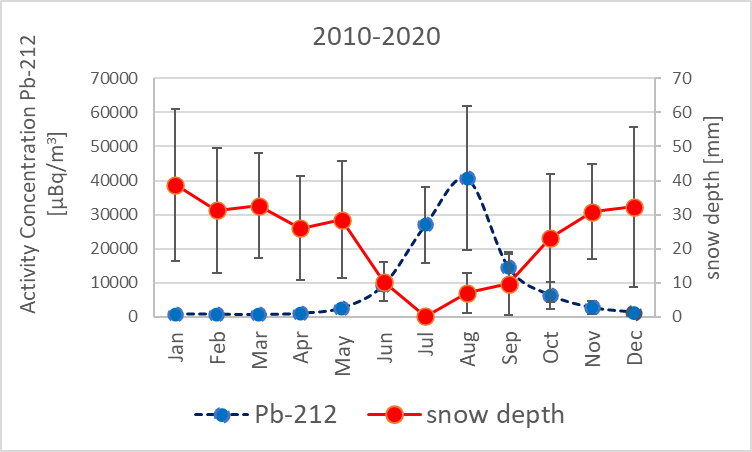 2010-2020
Activity Concentration Pb-212
[µBq/m³]
70000
60000
50000
40000
30000
20000
10000
0
70
60
50
40
30
20
10
0
snow depth [mm]
Jan
Feb
Mar
Apr
May
Jun
Jul
Aug
Sep
Oct
Nov
Dec
Pb-212
snow depth